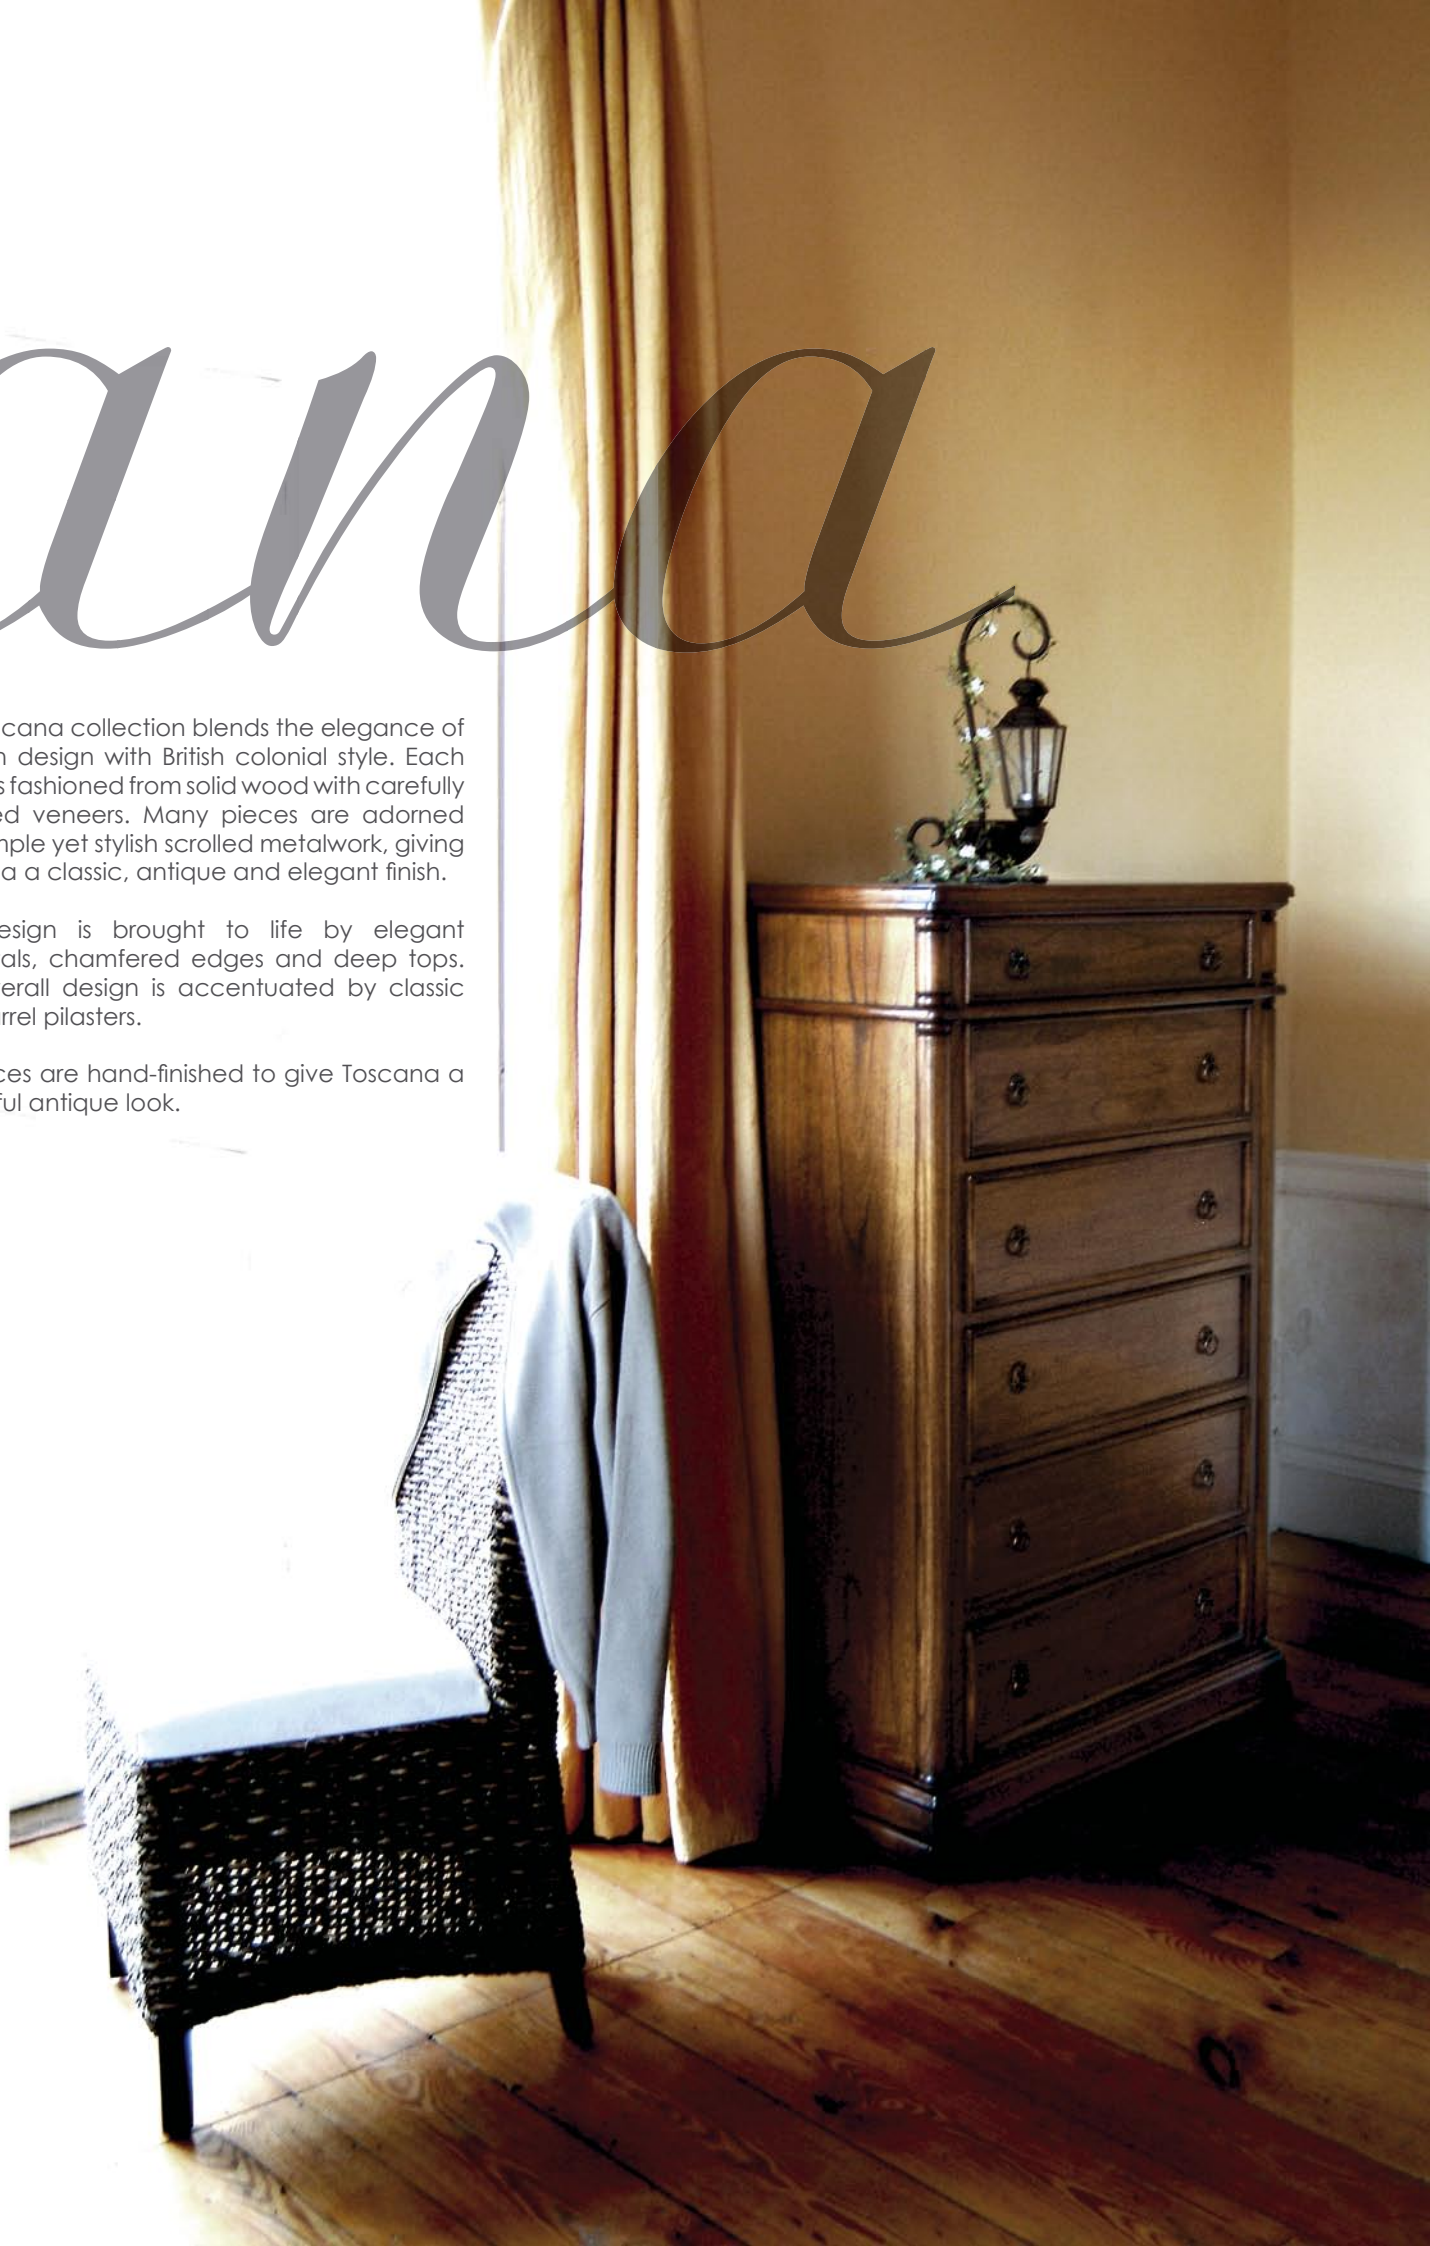 ana
cana collection blends the elegance of
n design with British colonial style. Each
s fashioned from solid wood with carefully
ed veneers. Many pieces are adorned
mple yet stylish scrolled metalwork, giving
a a classic, antique and elegant finish.
esign is brought to life by elegant
als, chamfered edges and deep tops.
verall design is accentuated by classic
rrel pilasters.
ces are hand-finished to give Toscana a
ful antique look.